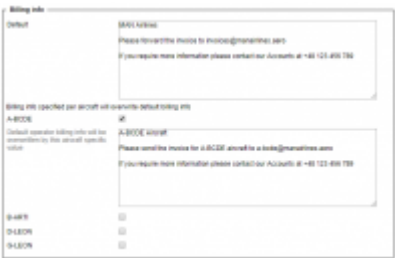 Billing info
Default
MAN Airlines
Please forward the invoice to invoices@manairlines.aero
If you require more information please contact our Accounts at +48 123 456 789
Billing info specified per aircraft will overwrite default billing info
A-BCDE
Default operator billing info will be overwritten by this aircraft specific value
A-BCDE Aircraft
Please send the invoice for A-BCDE aircraft to a-bcde@manairlines.aero
If you require more information please contact our Accounts at +48 123 456 789
D-ARTI
D-LEON
G-LEON